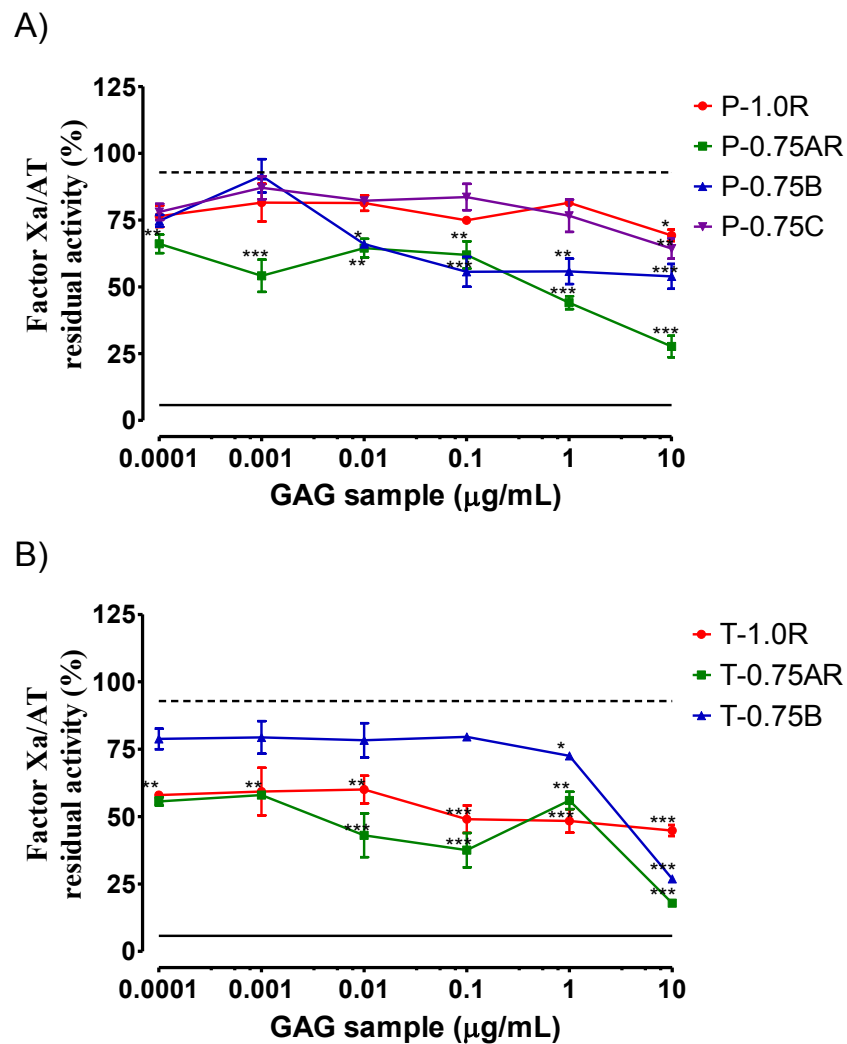 A)
Factor Xa/AT
residual activity (%)
125
100
75
50
25
0
**
***
*
**
**
***
**
***
*
**
***
***
P-1.0R
P-0.75AR
P-0.75B
P-0.75C
0.0001 0.001 0.01 0.1 1 10
GAG sample (μg/mL)
B)
Factor Xa/AT
residual activity (%)
125
100
75
50
25
0
**
**
**
***
***
***
*
**
***
***
***
***
T-1.0R
T-0.75AR
T-0.75B
0.0001 0.001 0.01 0.1 1 10
GAG sample (μg/mL)